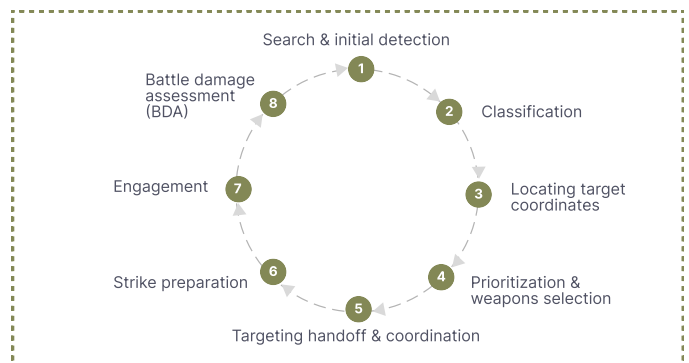 Search & initial detection
1
2
Classification
3
Locating target
coordinates
4
Prioritization &
weapons selection
5
Targeting handoff & coordination
6
Strike preparation
7
Engagement
8
Battle damage
assessment
(BDA)